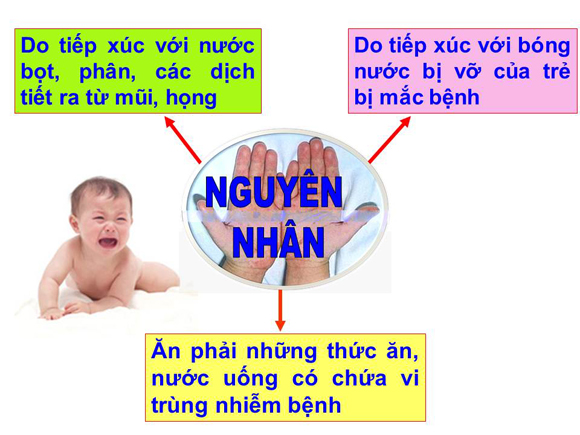 Do tiếp xúc với nước
bọt, phân, các dịch
tiết ra từ mũi, họng
Do tiếp xúc với bóng
nước bị vỡ của trẻ
bị mắc bệnh
NGUYÊN
NHÂN
Ăn phải những thức ăn,
nước uống có chứa vi
trùng nhiễm bệnh